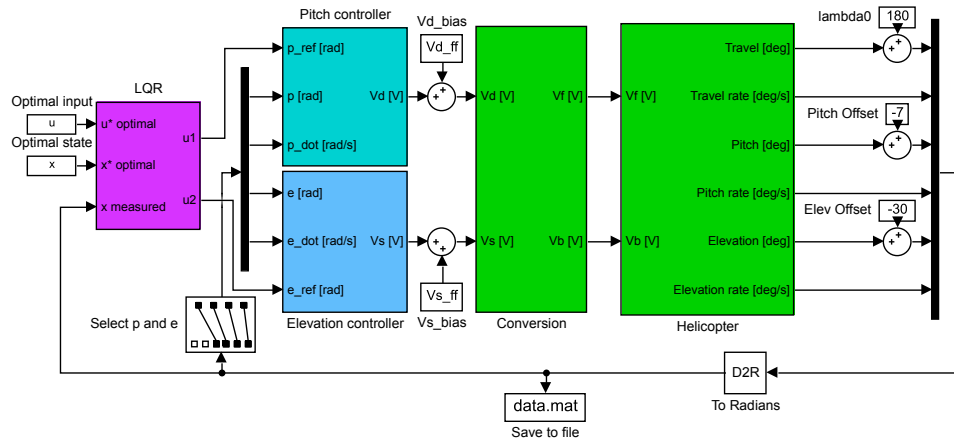 Pitch controller
Vd_bias
lambda0
180
LQR
Optimal input
u
Optimal state
x
u* optimal
x* optimal
x measured
u1
u2
p_ref [rad]
p [rad]
p_dot [rad/s]
Vd [V]
Vd_ff
e [rad]
e_dot [rad/s]
e_ref [rad]
Vs [V]
Elevation controller
Vs_ff
Vs_bias
Vd [V]
Vf [V]
Vs [V]
Vb [V]
Conversion
Vf [V]
Vb [V]
Travel [deg]
Travel rate [deg/s]
Pitch [deg]
Pitch rate [deg/s]
Elevation [deg]
Elevation rate [deg/s]
Helicopter
Pitch Offset
-7
Elev Offset
-30
Select p and e
D2R
To Radians
data.mat
Save to file